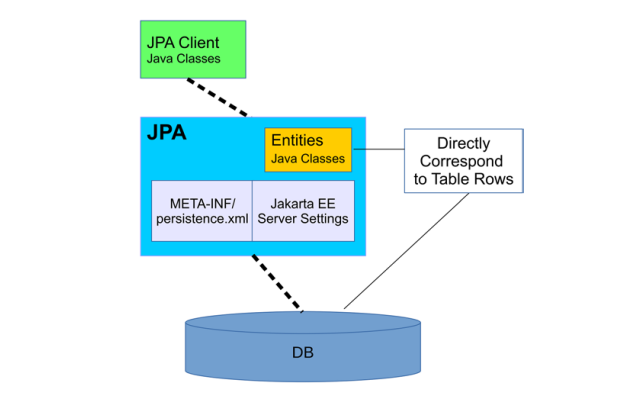 JPA Client
Java Classes
JPA
Entities
Java Classes
Directly
Correspond
to Table Rows
META-INF/
persistence.xml
Jakarta EE
Server Settings
DB